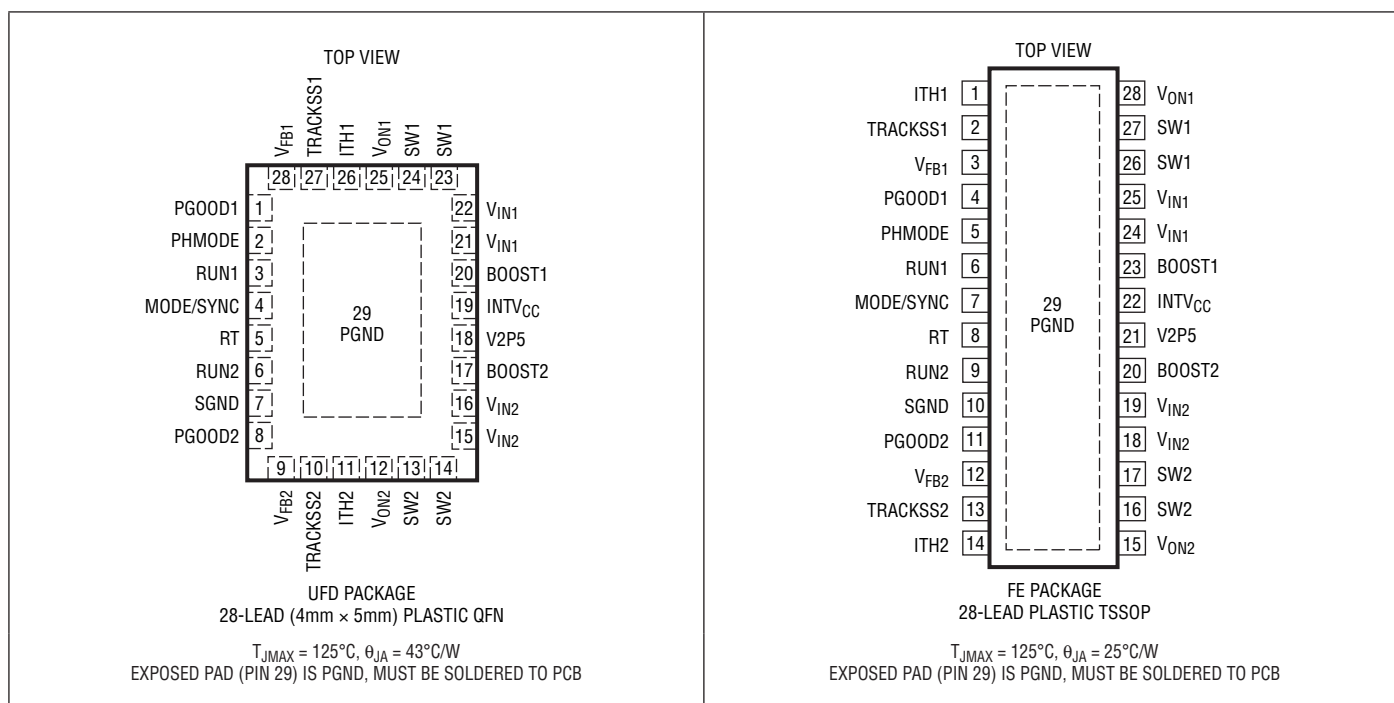 TOP VIEW
VFB1
TRACKSS1
ITH1
VON1
SW1
SW1
28 27 26 25 24 23
PGOOD1 1
PHMODE 2
RUN1 3
MODE/SYNC 4
RT 5
RUN2 6
SGND 7
PGOOD2 8
22 VIN1
21 VIN1
20 BOOST1
19 INTVCC
18 V2P5
17 BOOST2
16 VIN2
15 VIN2
29
PGND
9 10 11 12 13 14
VFB2
TRACKSS2
ITH2
VON2
SW2
SW2
UFD PACKAGE
28-LEAD (4mm × 5mm) PLASTIC QFN
TJMAX = 125°C, θJA = 43°C/W
EXPOSED PAD (PIN 29) IS PGND, MUST BE SOLDERED TO PCB
TOP VIEW
ITH1 1
TRACKSS1 2
VFB1 3
PGOOD1 4
PHMODE 5
RUN1 6
MODE/SYNC 7
RT 8
RUN2 9
SGND 10
PGOOD2 11
VFB2 12
TRACKSS2 13
ITH2 14
29
PGND
28 VON1
27 SW1
26 SW1
25 VIN1
24 VIN1
23 BOOST1
22 INTVCC
21 V2P5
20 BOOST2
19 VIN2
18 VIN2
17 SW2
16 SW2
15 VON2
FE PACKAGE
28-LEAD PLASTIC TSSOP
TJMAX = 125°C, θJA = 25°C/W
EXPOSED PAD (PIN 29) IS PGND, MUST BE SOLDERED TO PCB